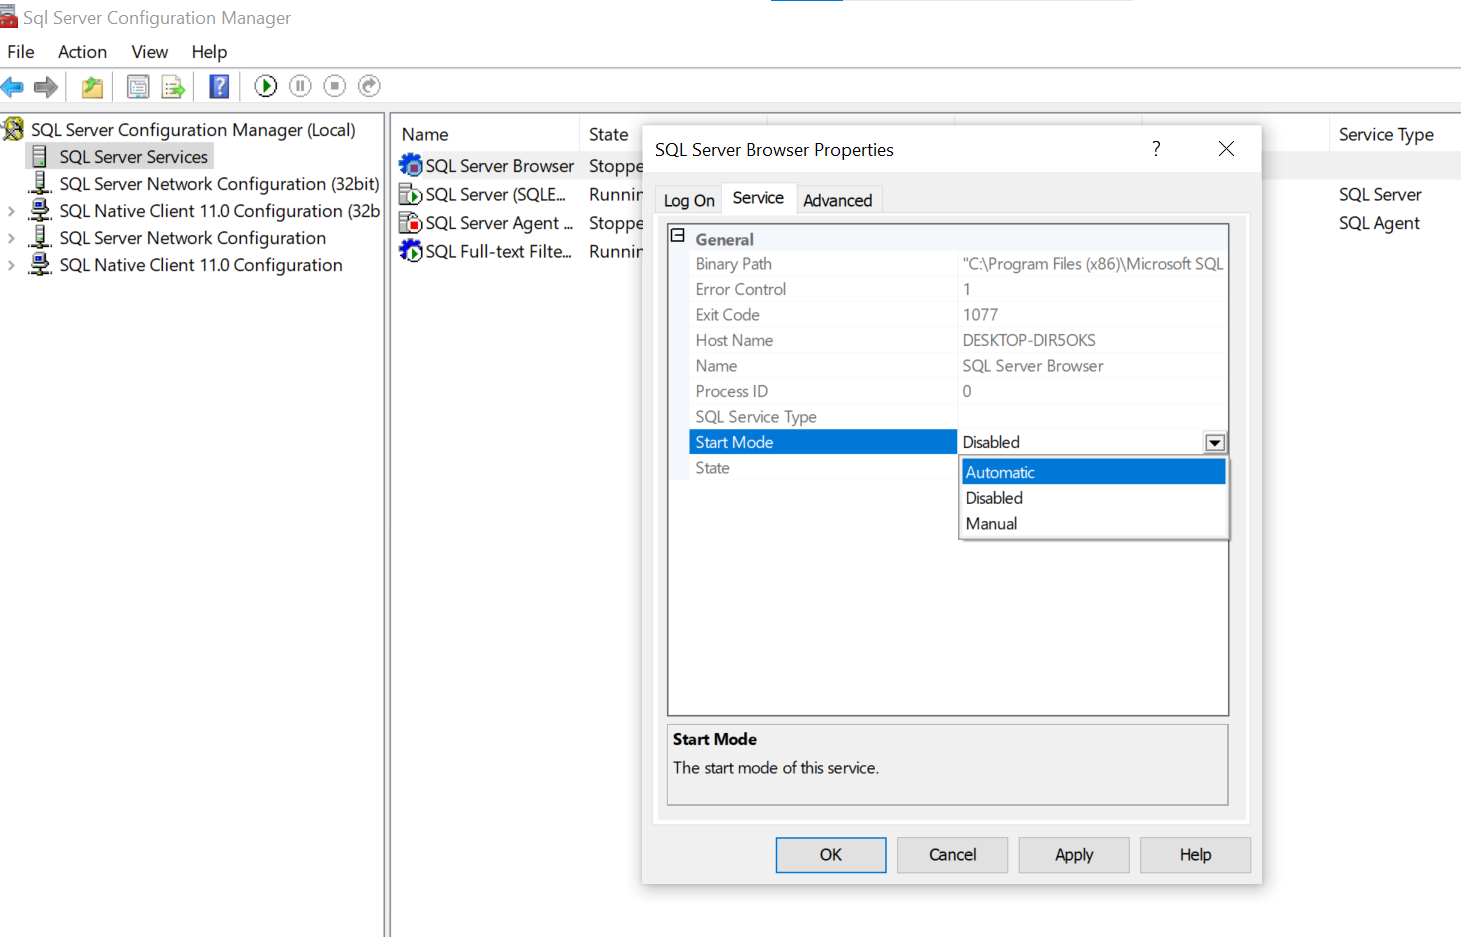 Sql Server Configuration Manager
File Action View Help
SQL Server Configuration Manager (Local)
SQL Server Services
SQL Server Network Configuration (32bit)
SQL Native Client 11.0 Configuration (32b
SQL Server Network Configuration
SQL Native Client 11.0 Configuration
Name State Service Type
SQL Server Browser Stoppe
SQL Server (SQLE... Runnin SQL Server
SQL Server Agent ... Stoppe SQL Agent
SQL Full-text Filte... Runnin
SQL Server Browser Properties ?
Log On Service Advanced
General
Binary Path "C:\Program Files (x86)\Microsoft SQL
Error Control 1
Exit Code 1077
Host Name DESKTOP-DIR5OKS
Name SQL Server Browser
Process ID 0
SQL Service Type
Start Mode Disabled
State
Automatic
Disabled
Manual
Start Mode
The start mode of this service.
OK Cancel Apply Help